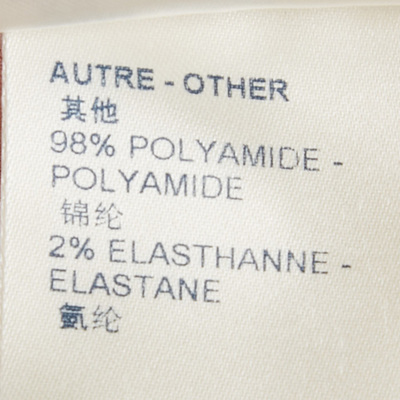 AUTRE - OTHER
其他
98% POLYAMIDE -
POLYAMIDE
锦纶
2% ELASTHANNE -
ELASTANE
氨纶